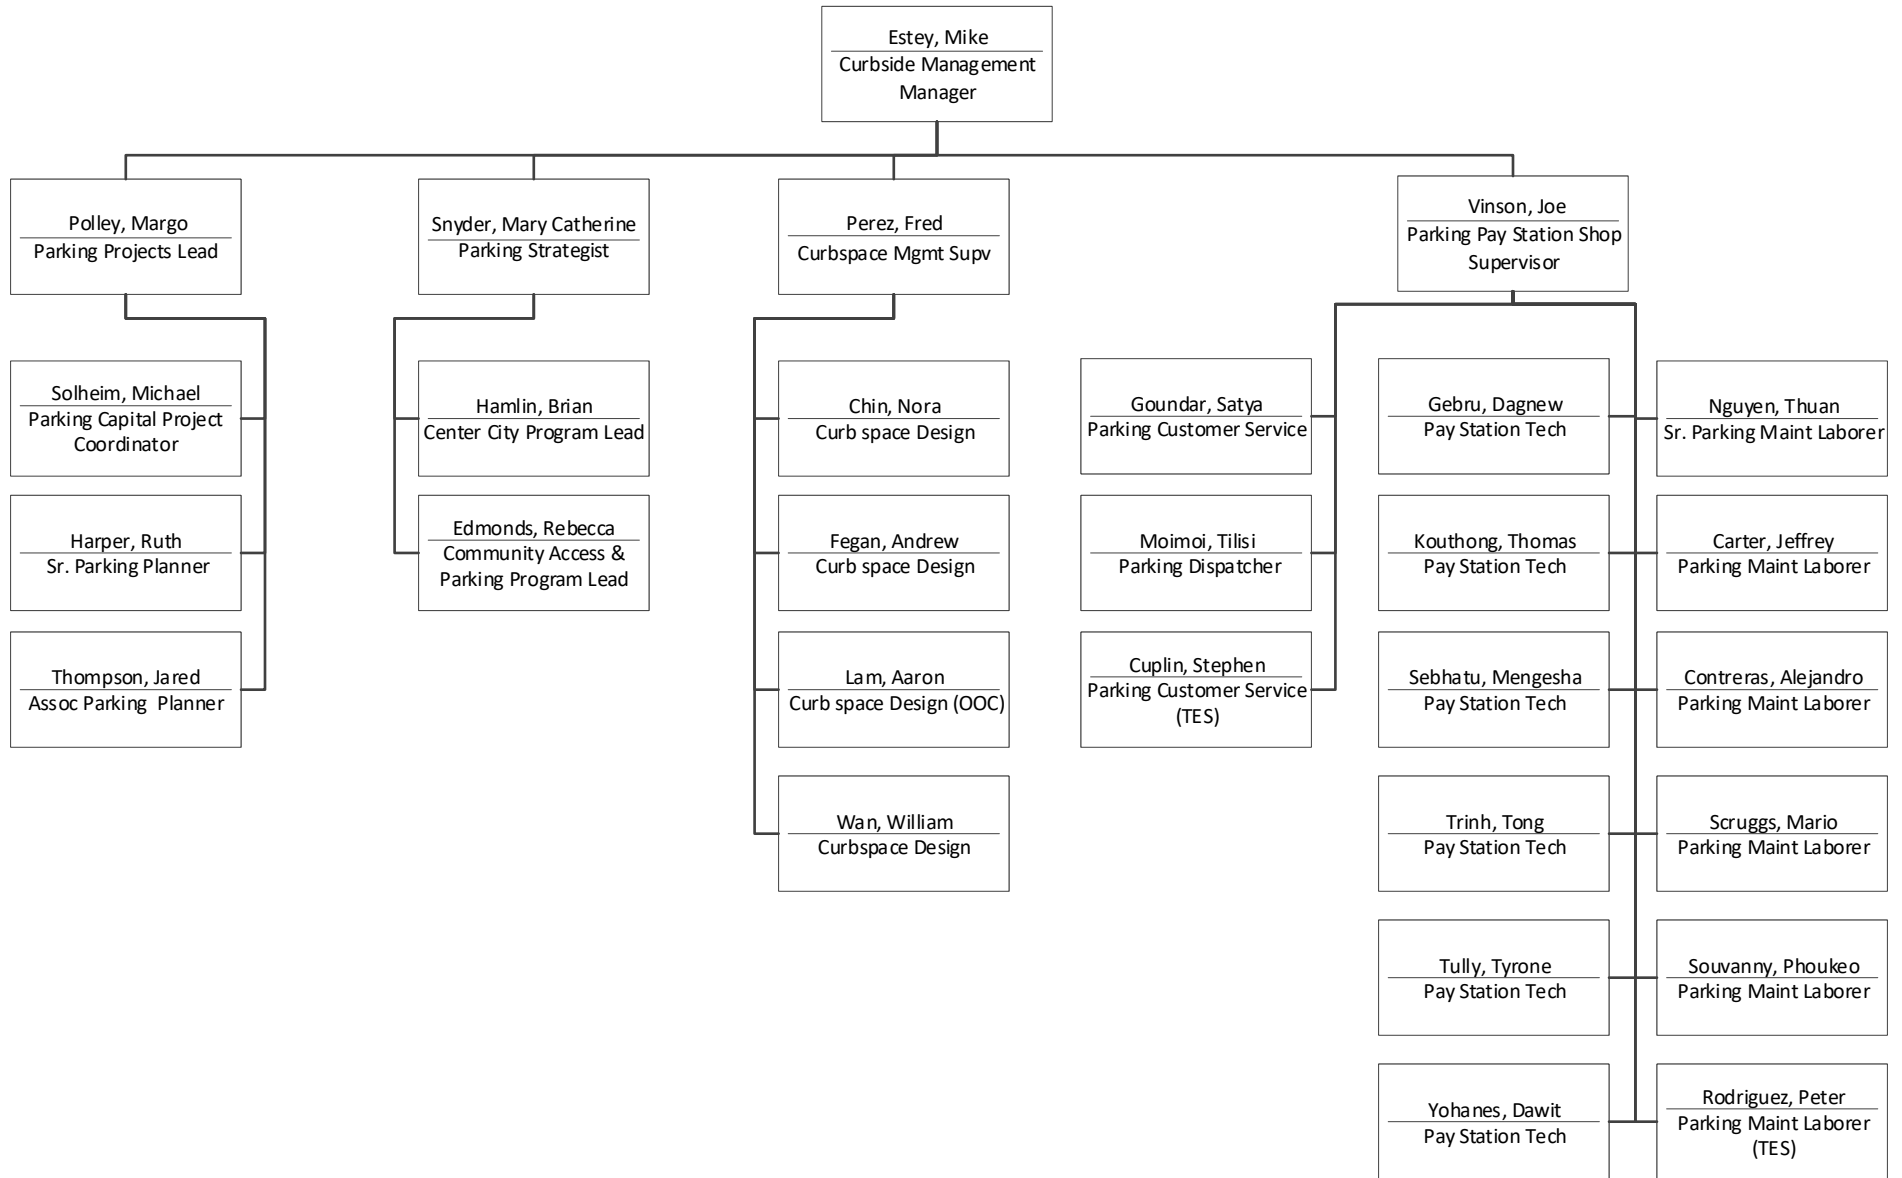 Estey, Mike
Curbside Management
Manager
Polley, Margo
Parking Projects Lead
Snyder, Mary Catherine
Parking Strategist
Perez, Fred
Curbspace Mgmt Supv
Vinson, Joe
Parking Pay Station Shop
Supervisor
Solheim, Michael
Parking Capital Project
Coordinator
Harper, Ruth
Sr. Parking Planner
Thompson, Jared
Assoc Parking  Planner
Hamlin, Brian
Center City Program Lead
Edmonds, Rebecca
Community Access &
Parking Program Lead
Chin, Nora
Curb space Design
Fegan, Andrew
Curb space Design
Lam, Aaron
Curb space Design (OOC)
Wan, William
Curbspace Design
Goundar, Satya
Parking Customer Service
Moimoi, Tilisi
Parking Dispatcher
Cuplin, Stephen
Parking Customer Service
(TES)
Gebru, Dagnew
Pay Station Tech
Kouthong, Thomas
Pay Station Tech
Sebhatu, Mengesha
Pay Station Tech
Trinh, Tong
Pay Station Tech
Tully, Tyrone
Pay Station Tech
Yohanes, Dawit
Pay Station Tech
Nguyen, Thuan
Sr. Parking Maint Laborer
Carter, Jeffrey
Parking Maint Laborer
Contreras, Alejandro
Parking Maint Laborer
Scruggs, Mario
Parking Maint Laborer
Souvanny, Phoukeo
Parking Maint Laborer
Rodriguez, Peter
Parking Maint Laborer
(TES)